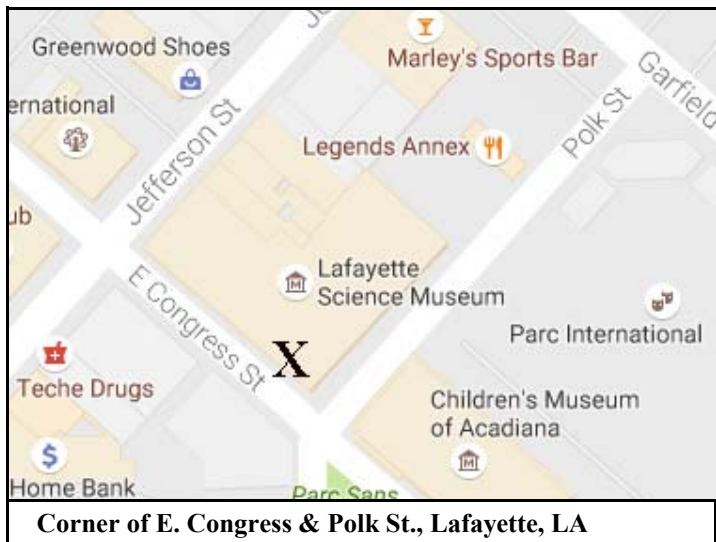 Greenwood Shoes
Marley's Sports Bar
Garfield
ernational
Jefferson St
Legends Annex
Polk St
ub
Lafayette
Science Museum
E Congress St
X
Parc International
Teche Drugs
Children's Museum
of Acadiana
$
Home Bank
Parc Sans
Corner of E. Congress & Polk St., Lafayette, LA